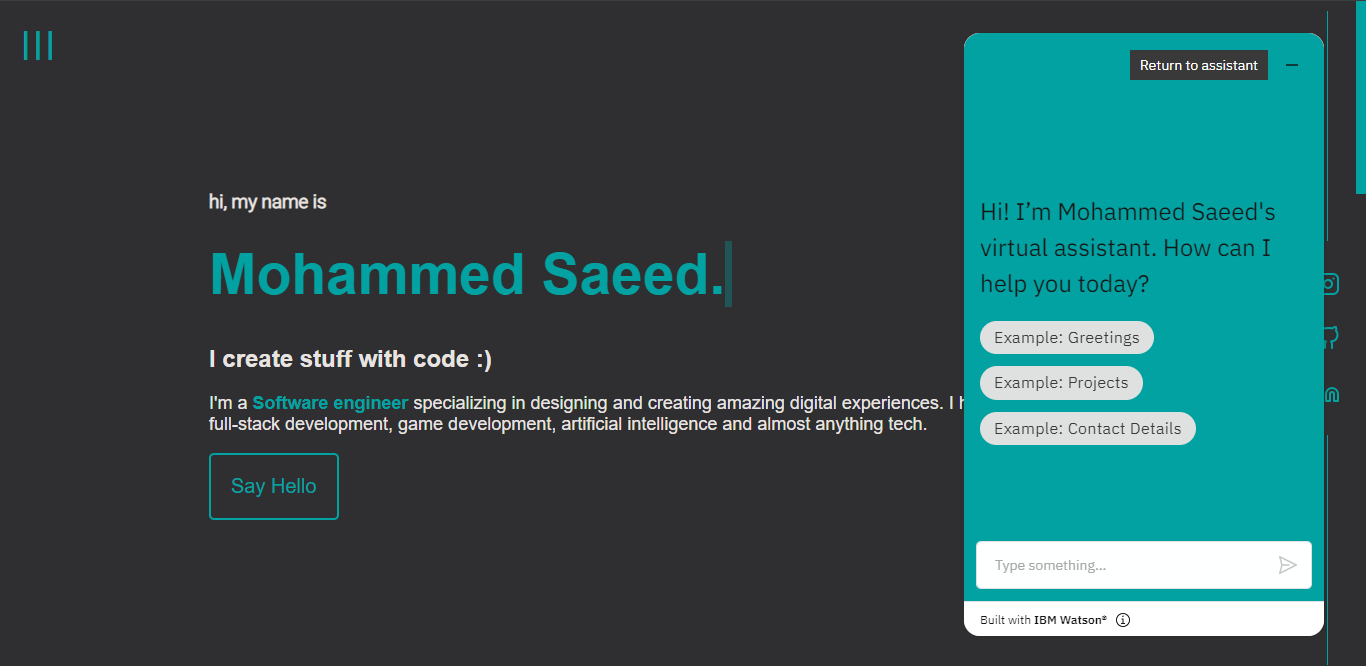 hi, my name is
Mohammed Saeed.
I create stuff with code :)
I'm a Software engineer specializing in designing and creating amazing digital experiences. I
full-stack development, game development, artificial intelligence and almost anything tech.
Say Hello
Return to assistant
Hi! I’m Mohammed Saeed's
virtual assistant. How can I
help you today?
Example: Greetings
Example: Projects
Example: Contact Details
Type something...
Built with IBM Watson®